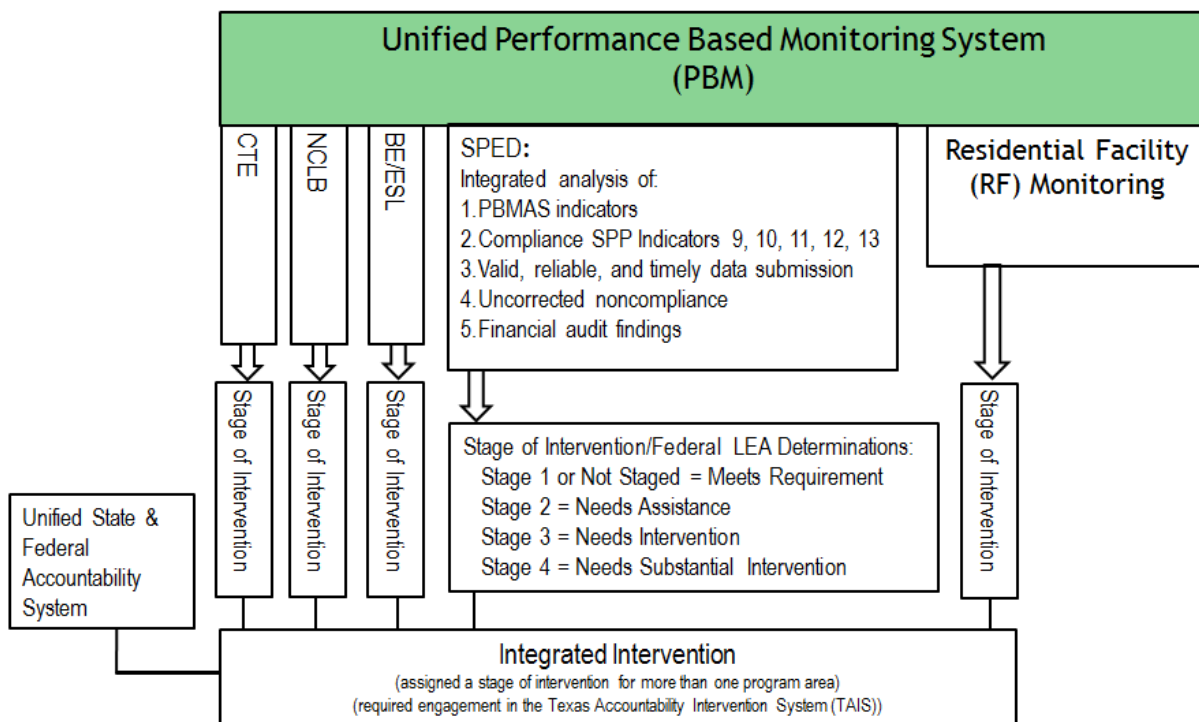 Unified Performance Based Monitoring System
(PBM)
CTE
NCLB
BE/ESL
SPED:
Integrated analysis of:
1.PBMAS indicators
2.Compliance SPP Indicators 9, 10, 11, 12, 13
3.Valid, reliable, and timely data submission
4.Uncorrected noncompliance
5.Financial audit findings
Residential Facility
(RF) Monitoring
Stage of Intervention
Stage of Intervention
Stage of Intervention
Stage of Intervention/Federal LEA Determinations:
Stage 1 or Not Staged = Meets Requirement
Stage 2 = Needs Assistance
Stage 3 = Needs Intervention
Stage 4 = Needs Substantial Intervention
Stage of Intervention
Unified State &
Federal
Accountability
System
Integrated Intervention
(assigned a stage of intervention for more than one program area)
(required engagement in the Texas Accountability Intervention System (TAIS))